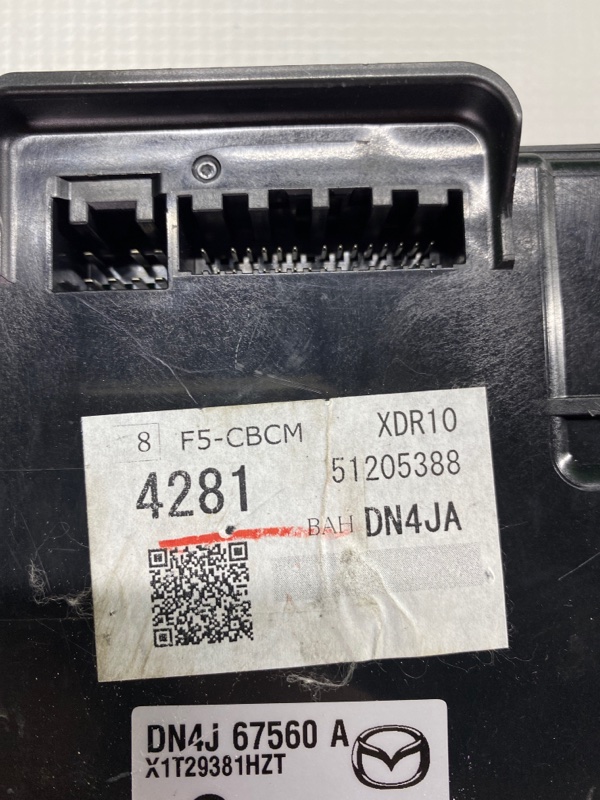 8 F5-CBCM XDR10
4281 51205388
BAH DN4JA
DN4J 67560 A
X1T29381HZT